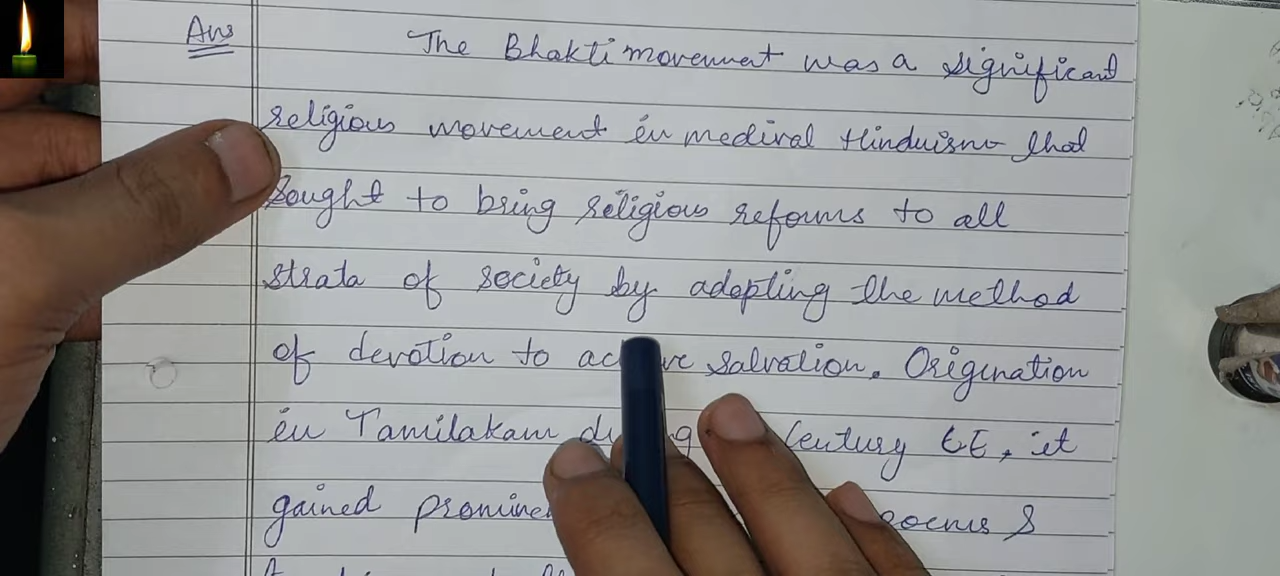 Ans
The Bhakti movement was a significant
religious movement in medival Hinduism that
sought to bring religious reforms to all
strata of society by adopting the method
of devotion to salvation. Origination
in Tamilakam century CE, it
gained poems &